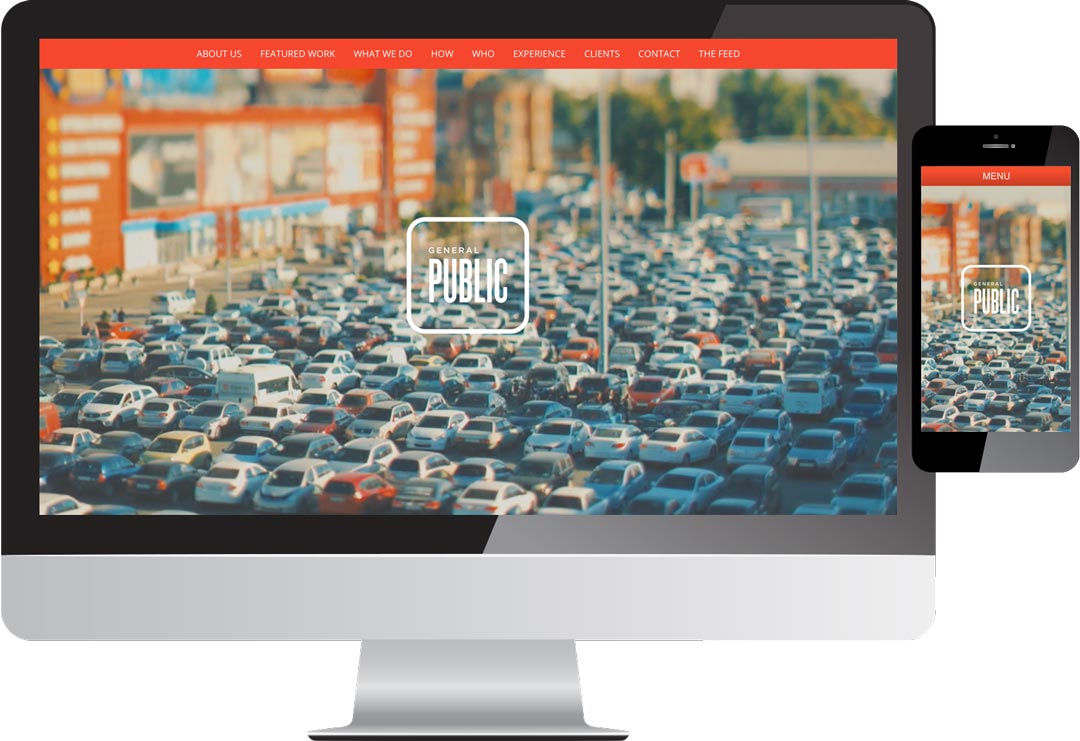 ABOUT US FEATURED WORK WHAT WE DO HOW WHO EXPERIENCE CLIENTS CONTACT THE FEED
GENERAL
PUBLIC
MENU
GENERAL
PUBLIC